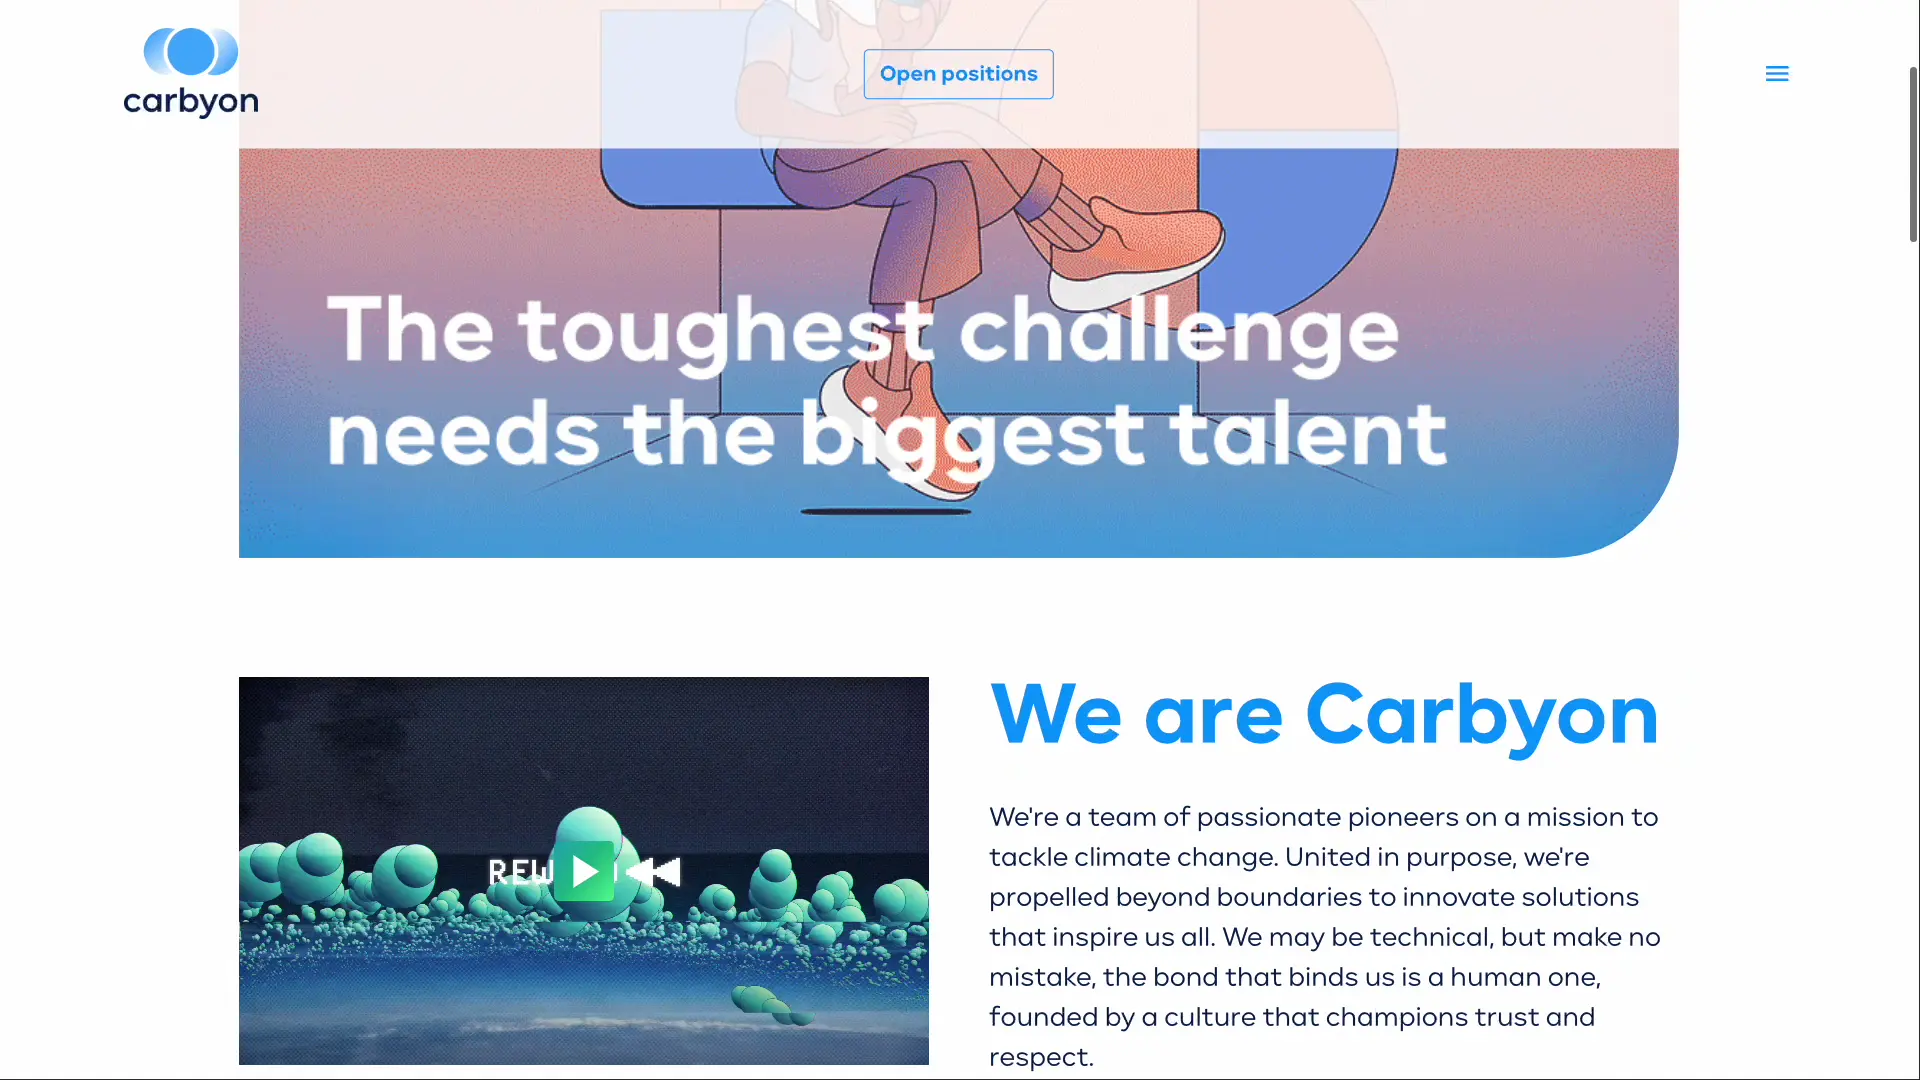 carbyon
Open positions
The toughest challenge
needs the biggest talent
We are Carbyon
We're a team of passionate pioneers on a mission to
tackle climate change. United in purpose, we're
propelled beyond boundaries to innovate solutions
that inspire us all. We may be technical, but make no
mistake, the bond that binds us is a human one,
founded by a culture that champions trust and
respect.